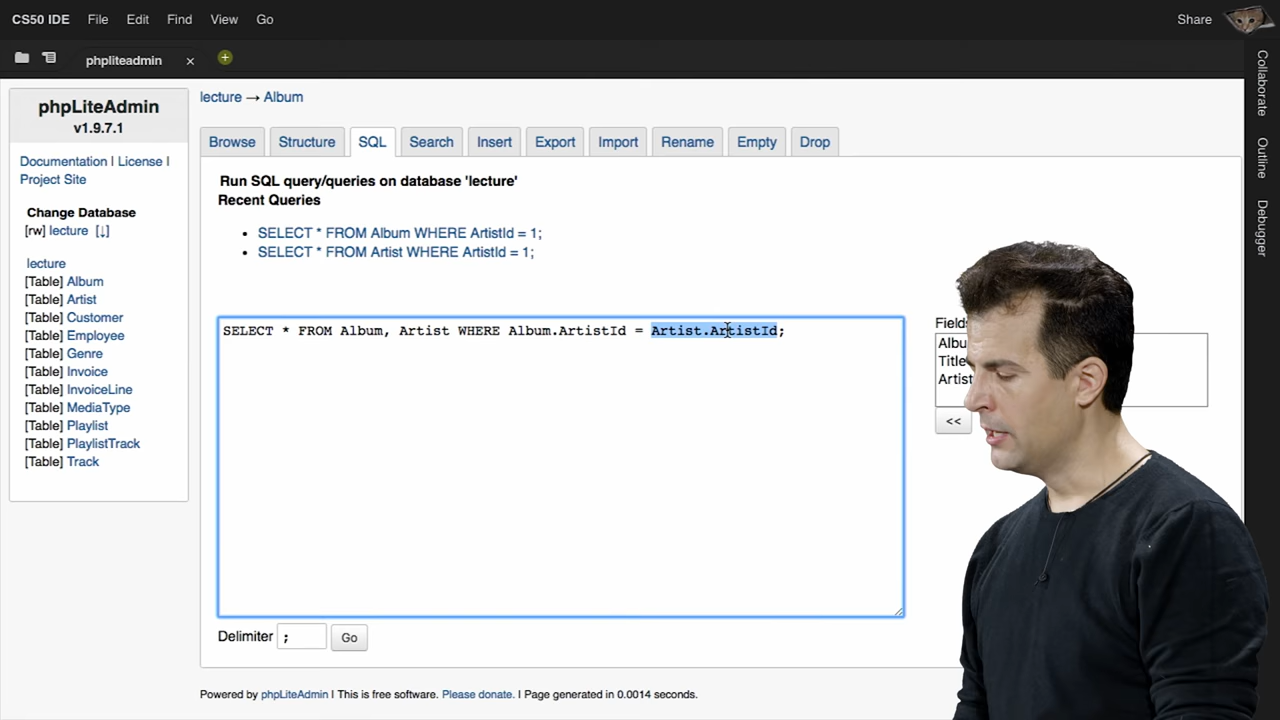 CS50 IDE File Edit Find View Go Share
phpliteadmin
phpLiteAdmin
v1.9.7.1
Documentation | License |
Project Site
Change Database
[rw] lecture [↓]
lecture
[Table] Album
[Table] Artist
[Table] Customer
[Table] Employee
[Table] Genre
[Table] Invoice
[Table] InvoiceLine
[Table] MediaType
[Table] Playlist
[Table] PlaylistTrack
[Table] Track
lecture → Album
Browse Structure SQL Search Insert Export Import Rename Empty Drop
Run SQL query/queries on database 'lecture'
Recent Queries
SELECT * FROM Album WHERE ArtistId = 1;
SELECT * FROM Artist WHERE ArtistId = 1;
SELECT * FROM Album, Artist WHERE Album.ArtistId = Artist.ArtistId;
Title
<<
Delimiter ; Go
Powered by phpLiteAdmin | This is free software. Please donate. | Page generated in 0.0014 seconds.
Collaborate
Outline
Debugger